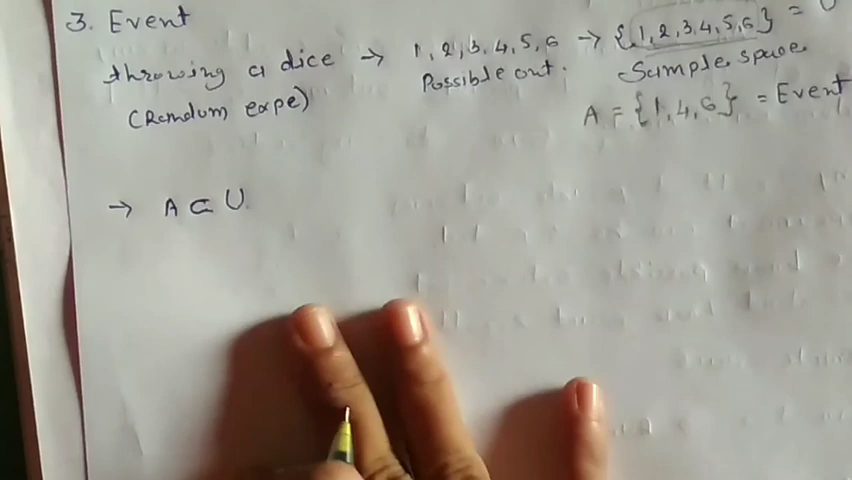 3. Event
throwing a dice → 1, 2, 3, 4, 5, 6 → {1, 2, 3, 4, 5, 6} = U
(Random expe) Possible out. Sample space
A = {1, 4, 6} = Event
→ A ⊂ U